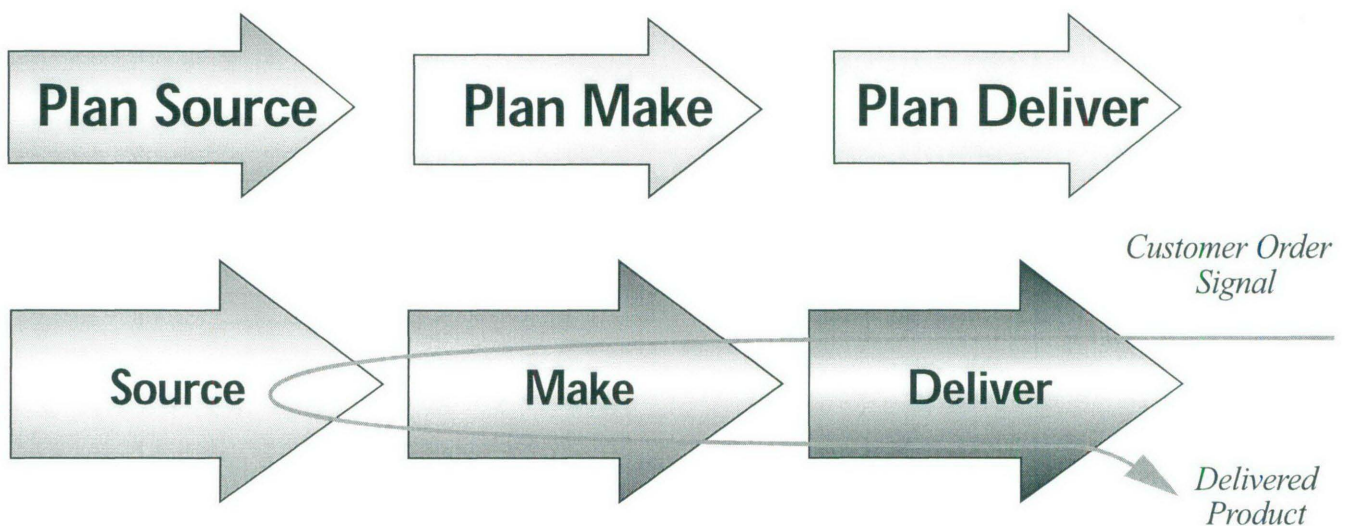 Plan Source
Plan Make
Plan Deliver
Customer Order
Signal
Source
Make
Deliver
Delivered
Product